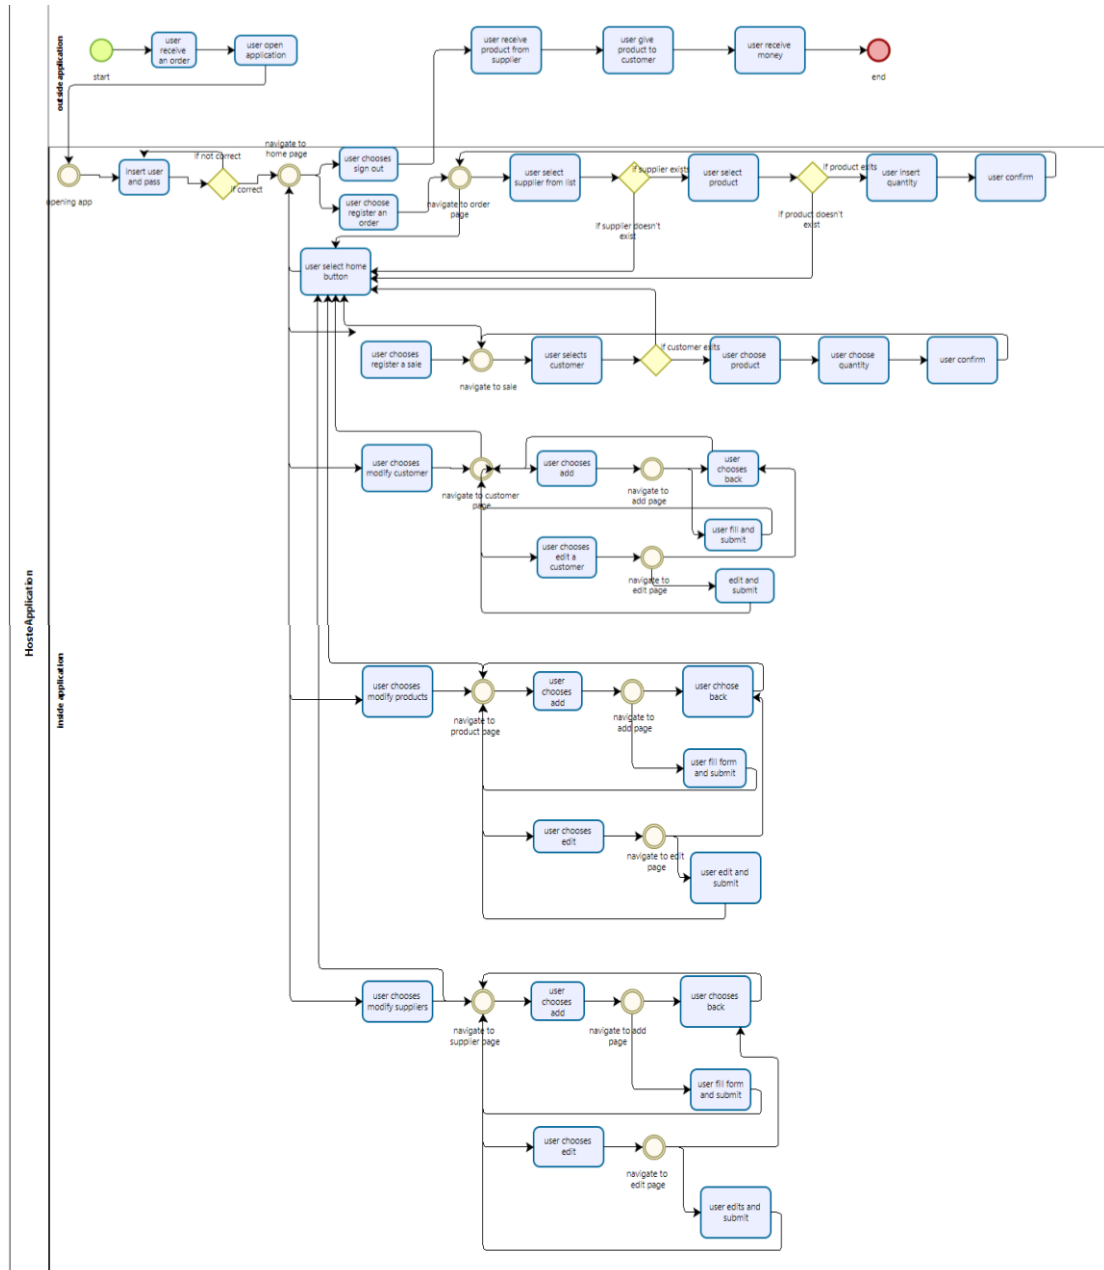 HosteApplication
outside application
Inside application
start
user
receive
an order
user open
application
user receive
product from
supplier
user give
product to
customer
user receive
money
end
opening app
insert user
and pass
If not correct
If correct
navigate to
home page
user chooses
sign out
user choose
register an
order
navigate to order
page
user select
supplier from list
If supplier exists
If supplier doesn't
exist
user select
product
If product exits
If product doesn't
exist
user insert
quantity
user confirm
user select home
button
user chooses
register a sale
navigate to sale
user selects
customer
If customer exits
user choose
product
user choose
quantity
user confirm
user chooses
modify customer
navigate to customer
page
user chooses
add
navigate to
add page
user
chooses
back
user fill and
submit
user chooses
edit a
customer
navigate to
edit page
edit and
submit
user chooses
modify products
navigate to
product page
user
chooses
add
navigate to
add page
user chhose
back
user fill form
and submit
user chooses
edit
navigate to edit
page
user edit and
submit
user chooses
modify suppliers
navigate to
supplier page
user
chooses
add
navigate to add
page
user chooses
back
user fill form
and submit
user chooses
edit
navigate to
edit page
user edits and
submit